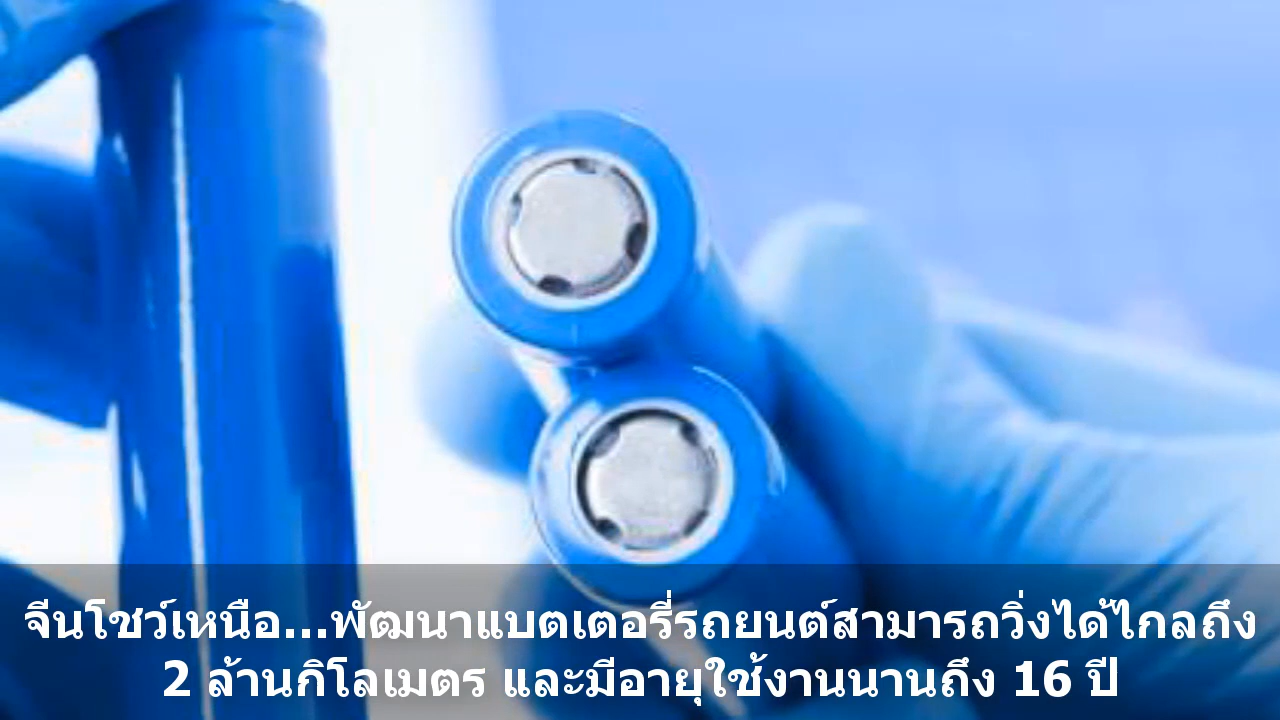 จีนโชว์เหนือ...พัฒนาแบตเตอรี่รถยนต์สามารถวิ่งได้ไกลถึง
2 ล้านกิโลเมตร และมีอายุใช้งานนานถึง 16 ปี